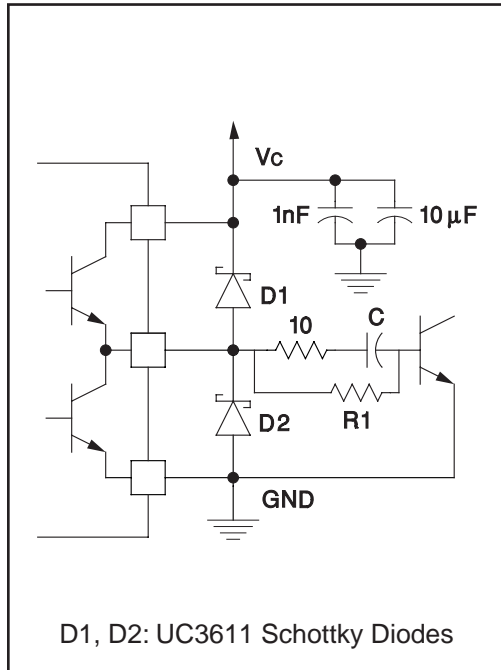 Vc
1nF
10 µF
D1
10
C
R1
D2
GND
D1, D2: UC3611 Schottky Diodes